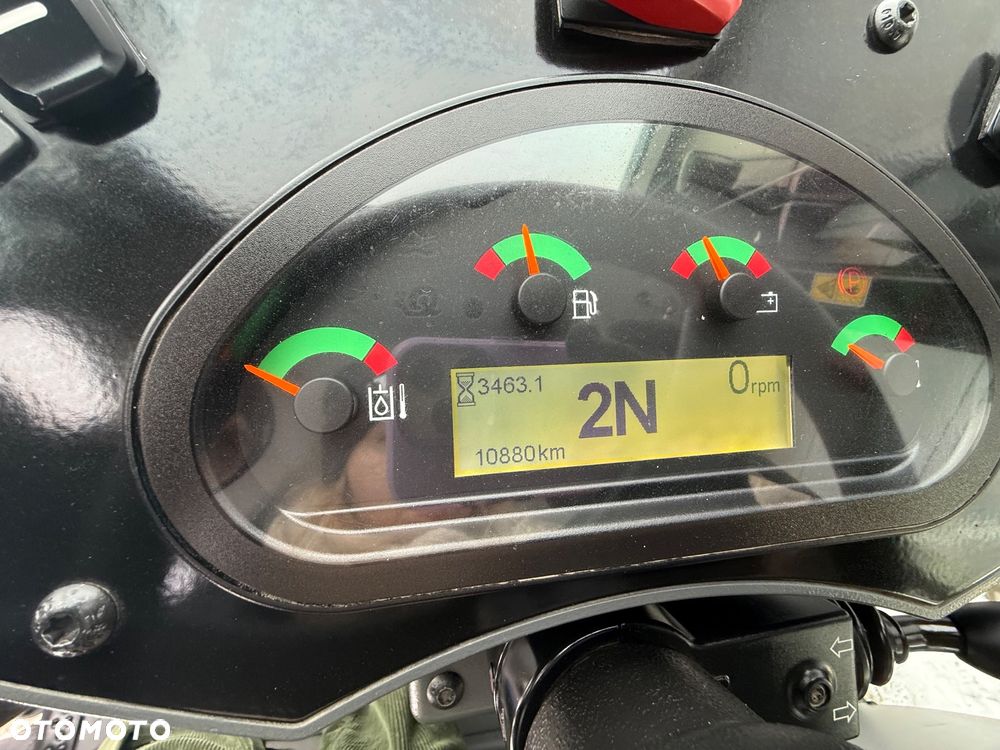 3463.1
2N
0rpm
10880km
OTOMOTO